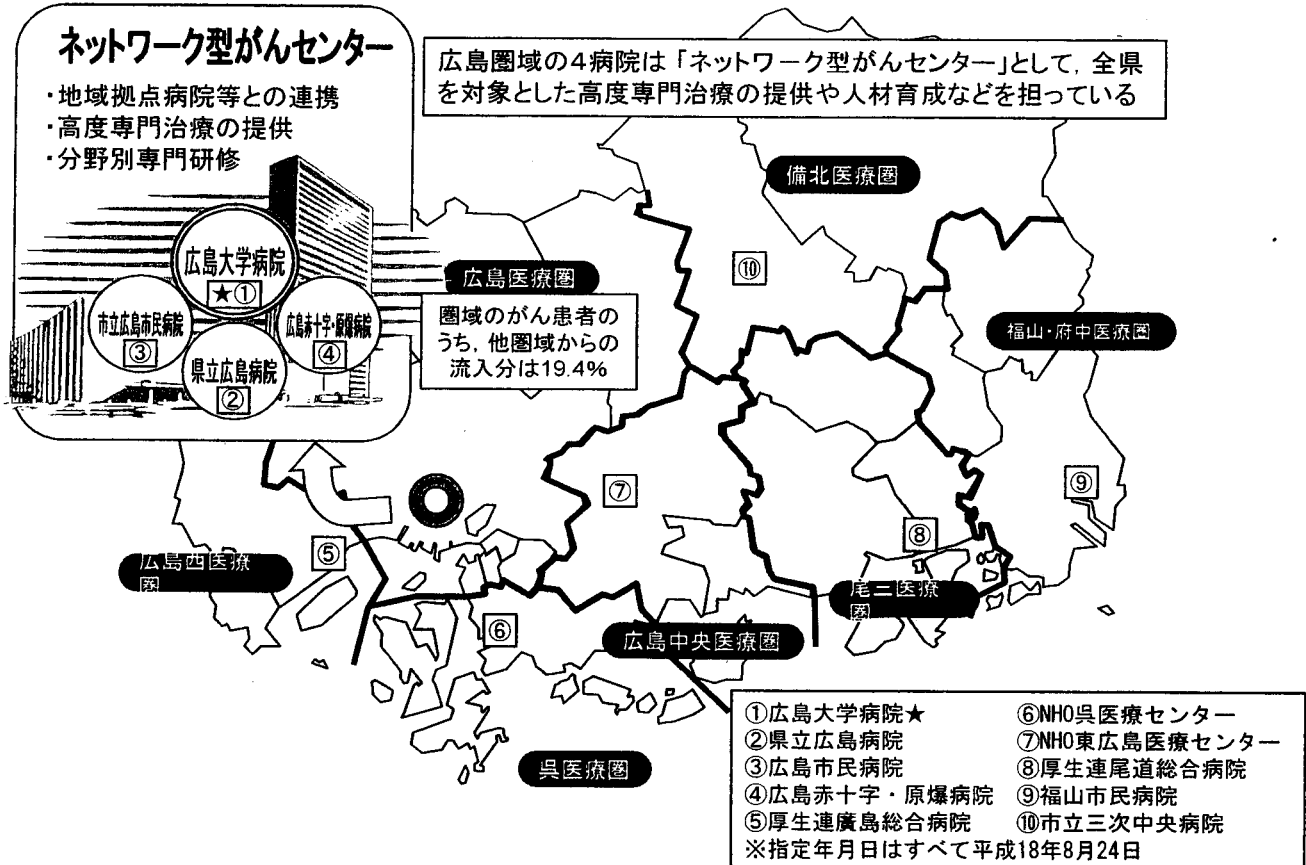 ネットワーク型がんセンター
・地域拠点病院等との連携
・高度専門治療の提供
・分野別専門研修
広島大学病院
★①
市立広島市民病院
③
広島赤十字・原爆病院
④
県立広島病院
②
広島圏域の4病院は「ネットワーク型がんセンター」として，全県
を対象とした高度専門治療の提供や人材育成などを担っている
備北医療圏
⑩
広島医療圏
圏域のがん患者の
うち，他圏域からの
流入分は19.4%
福山・府中医療圏
⑦
⑨
⑧
⑤
広島西医療
圏
尾三医療
圏
⑥
広島中央医療圏
呉医療圏
①広島大学病院★
②県立広島病院
③広島市民病院
④広島赤十字・原爆病院
⑤厚生連廣島総合病院
⑥NHO呉医療センター
⑦NHO東広島医療センター
⑧厚生連尾道総合病院
⑨福山市民病院
⑩市立三次中央病院
※指定年月日はすべて平成18年8月24日